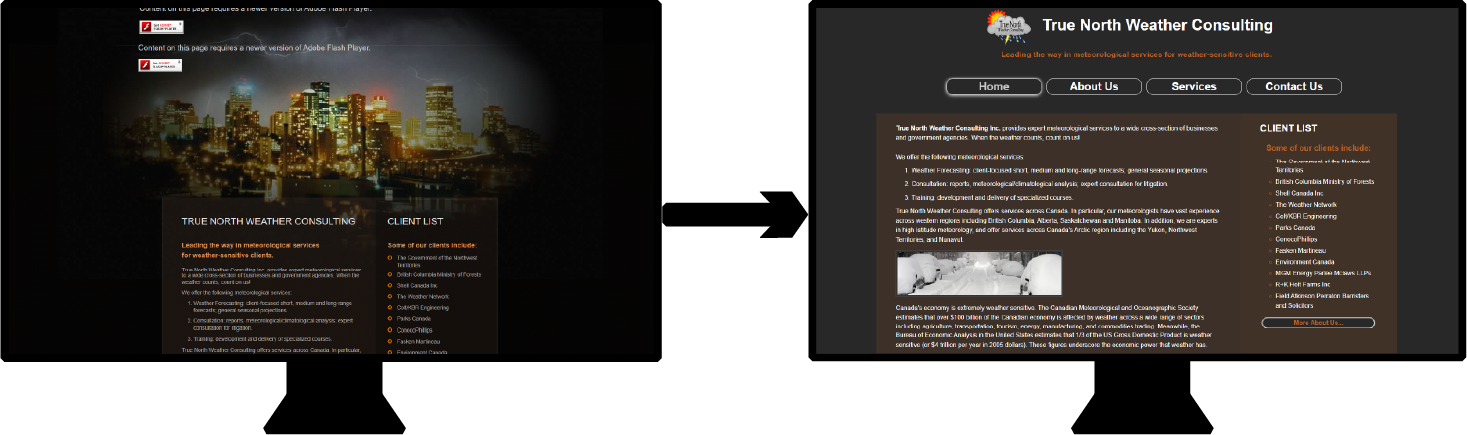 Content on this page requires a newer version of Adobe Flash Player.
Content on this page requires a newer version of Adobe Flash Player.
TRUE NORTH WEATHER CONSULTING
Leading the way in meteorological services
for weather-sensitive clients.
True North Weather Consulting Inc. provides expert meteorological services
to a wide cross-section of businesses and government agencies. When the
weather counts, count on us!
We offer the following meteorological services:
1. Weather Forecasting: client-focused short, medium and long-range
forecasts; general seasonal projections.
2. Consultation: reports, meteorological/climatological analysis; expert
consultation for litigation.
3. Training: development and delivery of specialized courses.
True North Weather Consulting offers services across Canada. In particular,
CLIENT LIST
Some of our clients include:
The Government of the Northwest
Territories
British Columbia Ministry of Forests
Shell Canada Inc
The Weather Network
Colt/KBR Engineering
Parks Canada
ConocoPhillips
Fasken Martineau
Environment Canada
True North
Weather Consulting
True North Weather Consulting
Leading the way in meteorological services for weather-sensitive clients.
Home
About Us
Services
Contact Us
True North Weather Consulting Inc. provides expert meteorological services to a wide cross-section of businesses
and government agencies. When the weather counts, count on us!
We offer the following meteorological services:
1. Weather Forecasting: client-focused short, medium and long-range forecasts; general seasonal projections.
2. Consultation: reports, meteorological/climatological analysis; expert consultation for litigation.
3. Training: development and delivery of specialized courses.
True North Weather Consulting offers services across Canada. In particular, our meteorologists have vast experience
across western regions including British Columbia, Alberta, Saskatchewan and Manitoba. In addition, we are experts
in high latitude meteorology, and offer services across Canada's Arctic region including the Yukon, Northwest
Territories, and Nunavut.
Canada's economy is extremely weather sensitive. The Canadian Meteorological and Oceanographic Society
estimates that over $100 billion of the Canadian economy is affected by weather across a wide range of sectors
including agriculture, transportation, tourism, energy, manufacturing, and commodities trading. Meanwhile, the
Bureau of Economic Analysis in the United States estimates that 1/3 of the US Gross Domestic Product is weather
sensitive (or $4 trillion per year in 2005 dollars). These figures underscore the economic power that weather has.
CLIENT LIST
Some of our clients include:
The Government of the Northwest
Territories
British Columbia Ministry of Forests
Shell Canada Inc
The Weather Network
Colt/KBR Engineering
Parks Canada
ConocoPhillips
Fasken Martineau
Environment Canada
MGM Energy Parlee McLaws LLPs
R+K Holt Farms Inc
Field Atkinson Perraton Barristers
and Solicitors
More About Us...